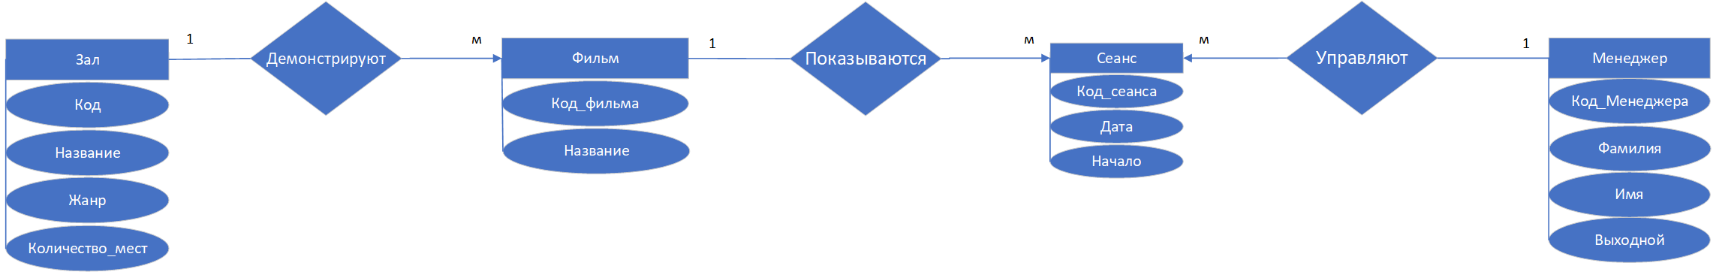 Зал
Код
Название
Жанр
Количество_мест
1
Демонстрируют
м
Фильм
Код_фильма
Название
1
Показываются
м
Сеанс
Код_сеанса
Дата
Начало
м
Управляют
1
Менеджер
Код_Менеджера
Фамилия
Имя
Выходной